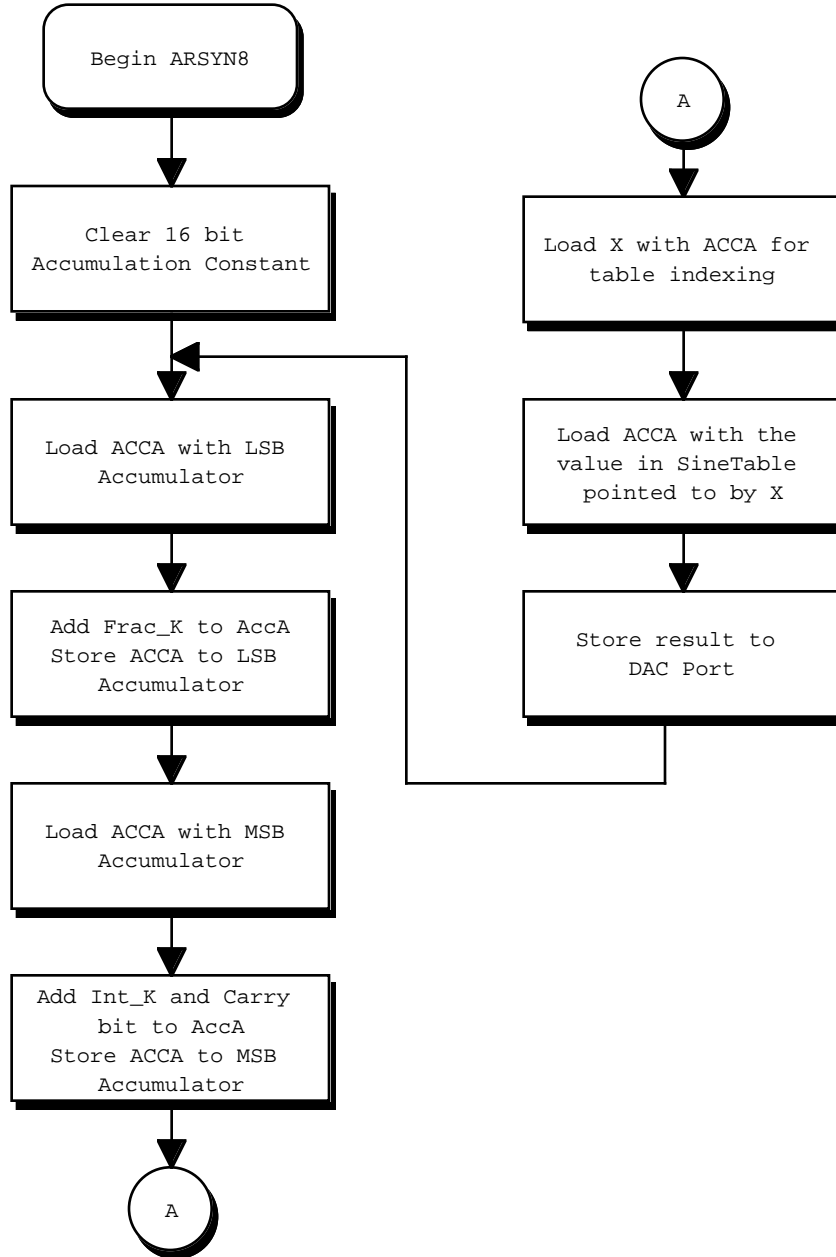 Begin ARSYN8
Clear 16 bit
Accumulation Constant
Load ACCA with LSB
Accumulator
Add Frac_K to AccA
Store ACCA to LSB
Accumulator
Load ACCA with MSB
Accumulator
Add Int_K and Carry
bit to AccA
Store ACCA to MSB
Accumulator
A
A
Load X with ACCA for
table indexing
Load ACCA with the
value in SineTable
pointed to by X
Store result to
DAC Port